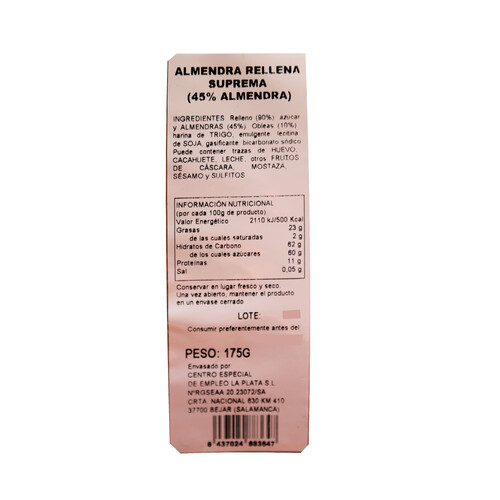 ALMENDRA RELLENA
SUPREMA
(45% ALMENDRA)
INGREDIENTES: Relleno (90%): azúcar
y ALMENDRAS (45%). Obleas (10%):
harina de TRIGO, emulgente lecitina
de SOJA, gasificante bicarbonato sódico
Puede contener trazas de HUEVO,
CACAHUETE, LECHE, otros FRUTOS
DE CÁSCARA, MOSTAZA,
SÉSAMO y SULFITOS.
INFORMACIÓN NUTRICIONAL
(por cada 100g de producto)
Valor Energético 2110 kJ/500 Kcal
Grasas 23 g
de las cuales saturadas 2 g
Hidratos de Carbono 62 g
de los cuales azúcares 60 g
Proteínas 11 g
Sal 0,05 g
Conservar en lugar fresco y seco.
Una vez abierto, mantener el producto
en un envase cerrado
LOTE:
Consumir preferentemente antes del
PESO: 175G
Envasado por
CENTRO ESPECIAL
DE EMPLEO LA PLATA S.L
NºRGSEAA 20.23072/SA
CRTA. NACIONAL 630 KM 410
37700 BEJAR (SALAMANCA)
8 437024 883547